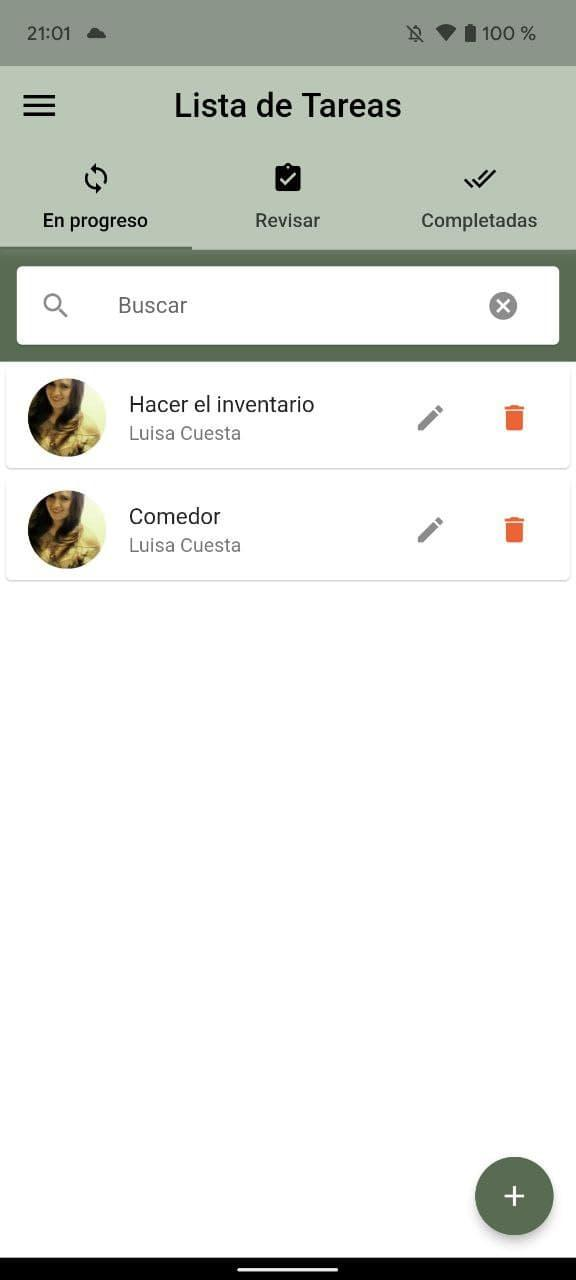 21:01
100 %
Lista de Tareas
En progreso
Revisar
Completadas
Buscar
Hacer el inventario
Luisa Cuesta
Comedor
Luisa Cuesta